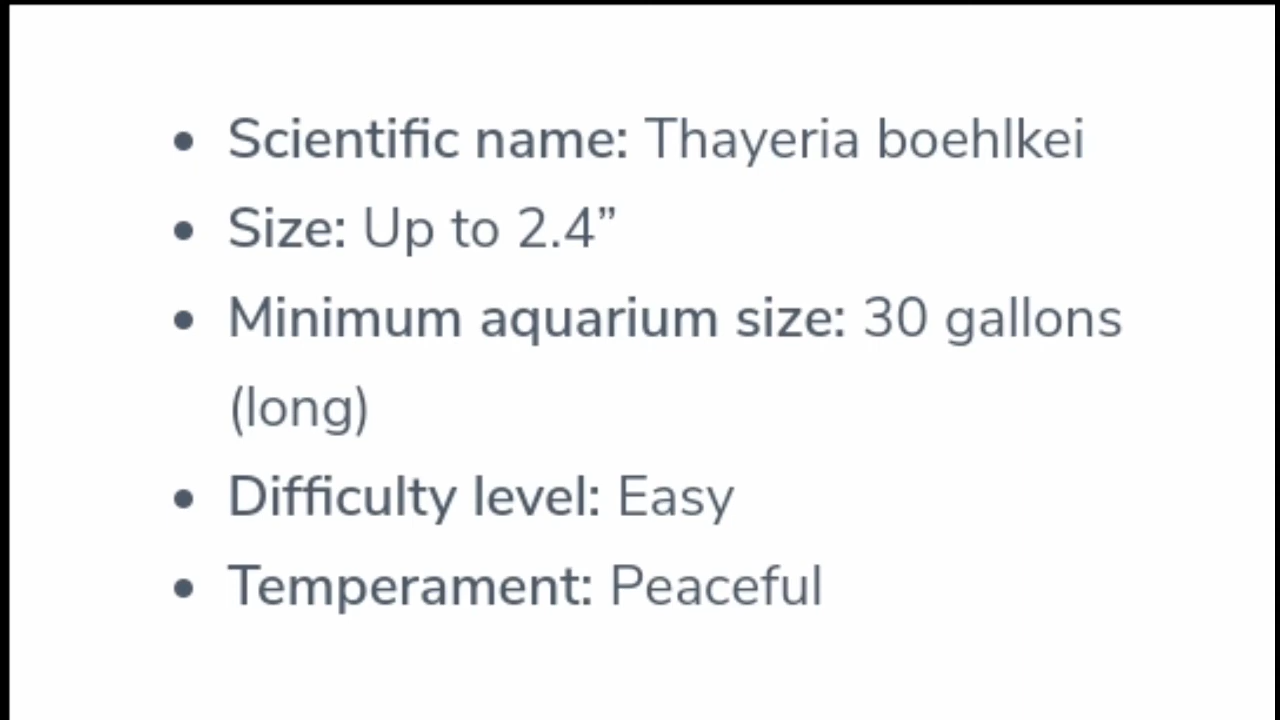 • Scientific name: Thayeria boehlkei
• Size: Up to 2.4”
• Minimum aquarium size: 30 gallons
(long)
• Difficulty level: Easy
• Temperament: Peaceful